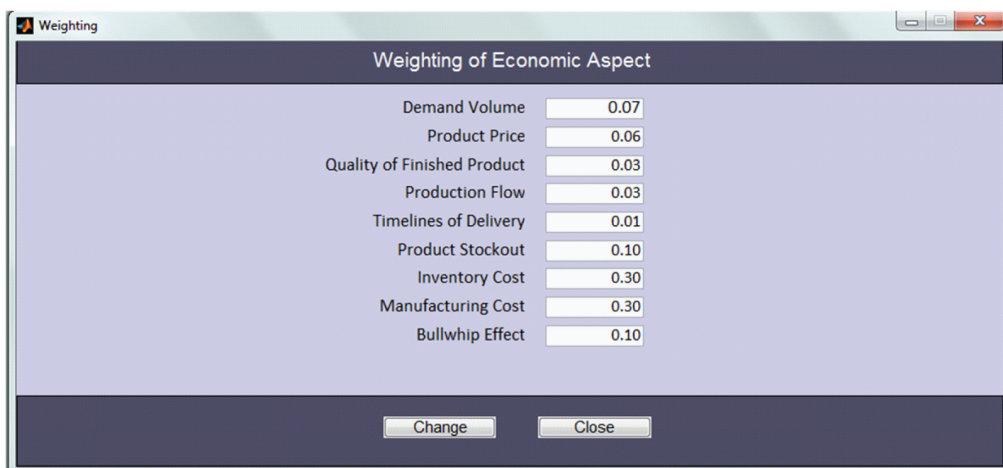 Weighting
Weighting of Economic Aspect
Demand Volume 0.07
Product Price 0.06
Quality of Finished Product 0.03
Production Flow 0.03
Timelines of Delivery 0.01
Product Stockout 0.10
Inventory Cost 0.30
Manufacturing Cost 0.30
Bullwhip Effect 0.10
Change Close